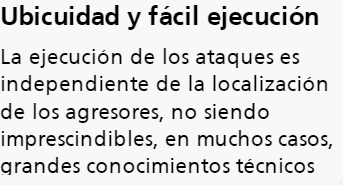 Ubicuidad y fácil ejecución
La ejecución de los ataques es
independiente de la localización
de los agresores, no siendo
imprescindibles, en muchos casos,
grandes conocimientos técnicos